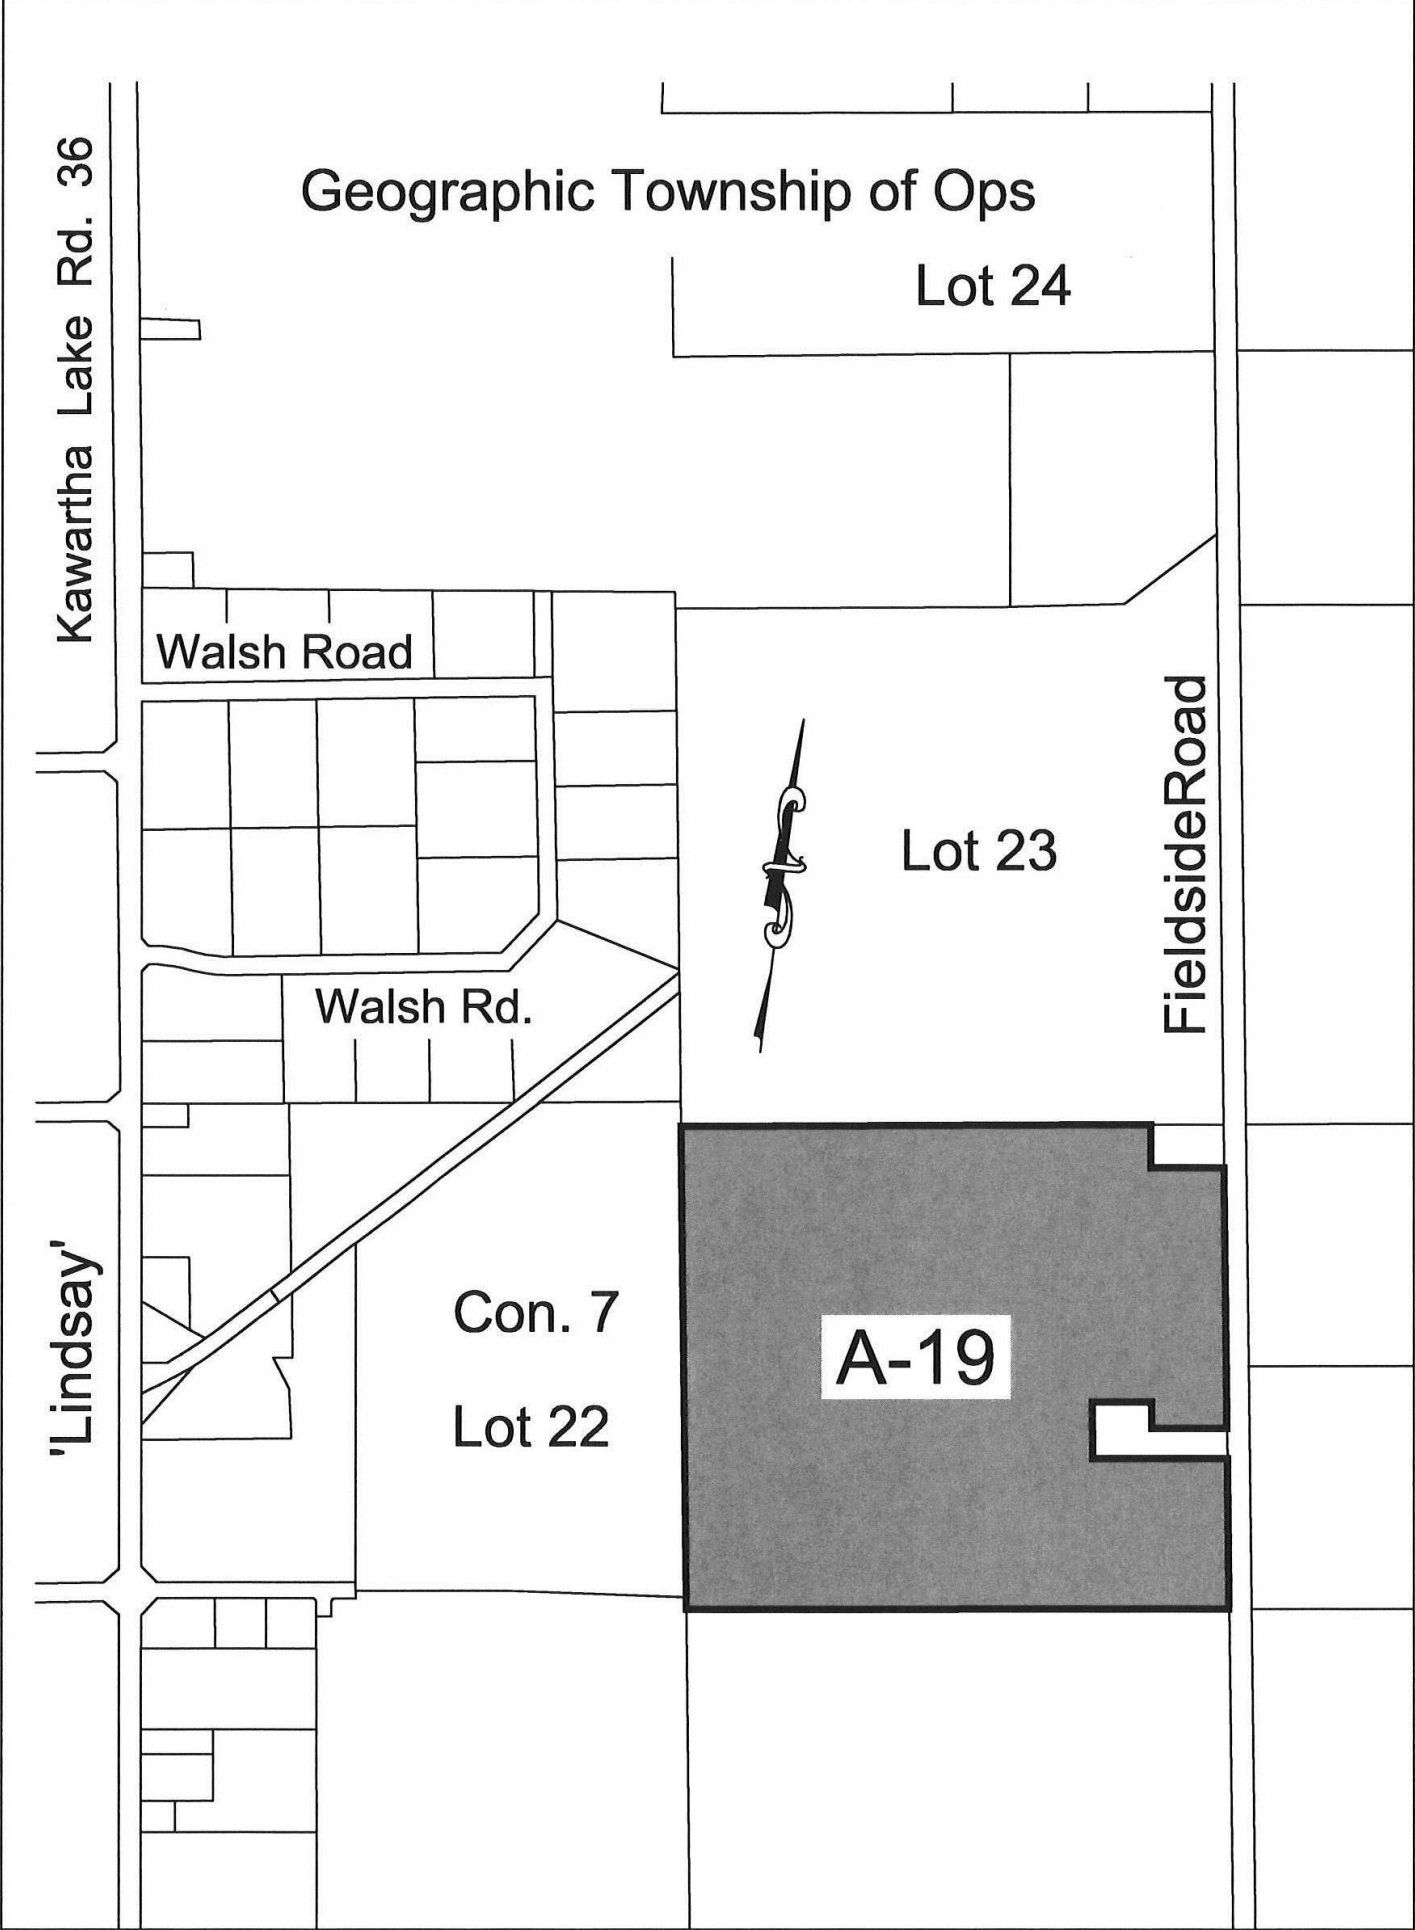 Kawartha Lake Rd. 36
Geographic Township of Ops
Lot 24
Walsh Road
Lot 23
FieldsideRoad
Walsh Rd.
'Lindsay'
Con. 7
Lot 22
A-19